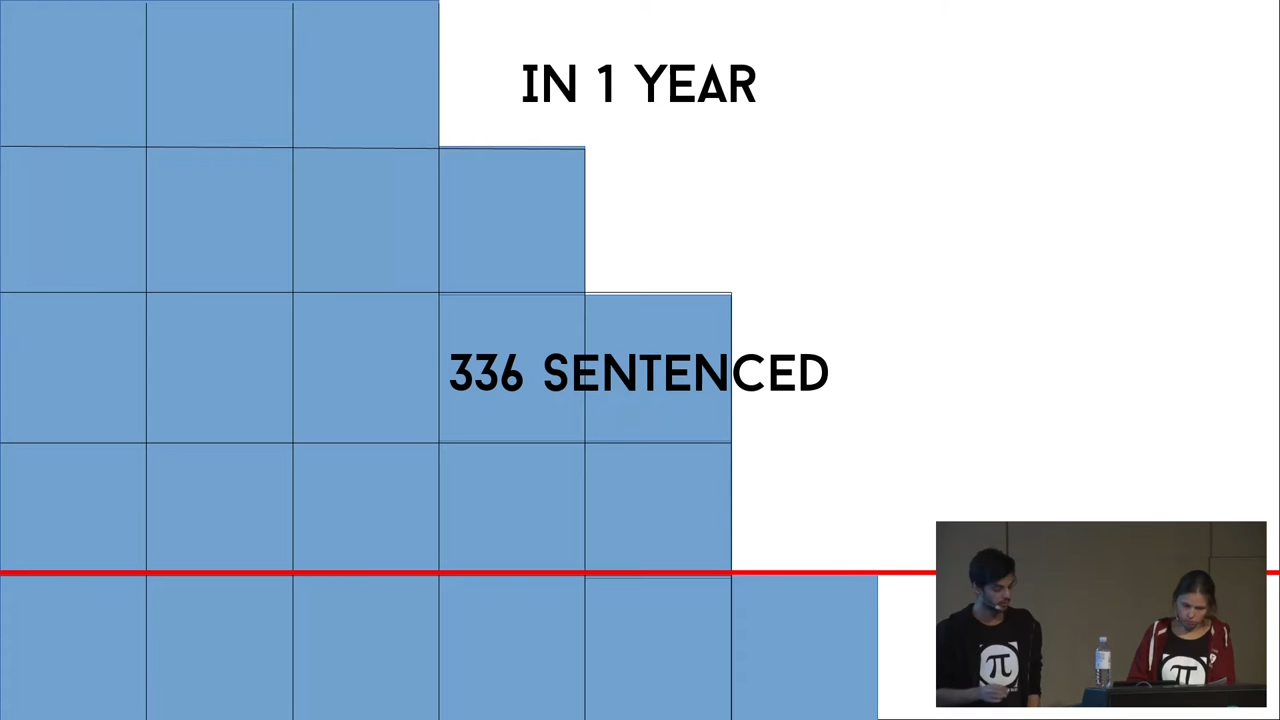 IN 1 YEAR
336 SENTENCED
π
π